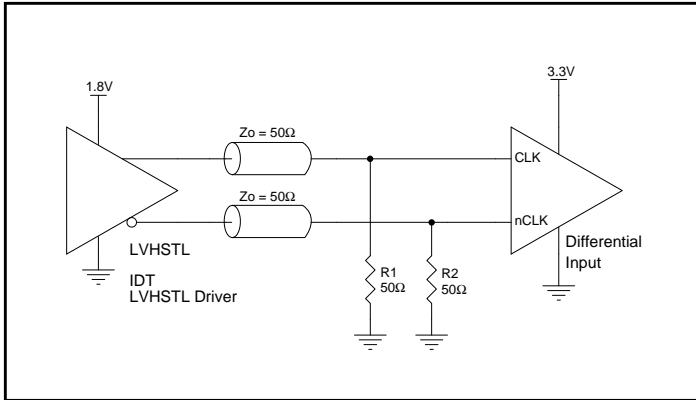 1.8V
3.3V
Zo = 50Ω
CLK
Zo = 50Ω
nCLK
LVHSTL
IDT
LVHSTL Driver
R1
50Ω
R2
50Ω
Differential
Input